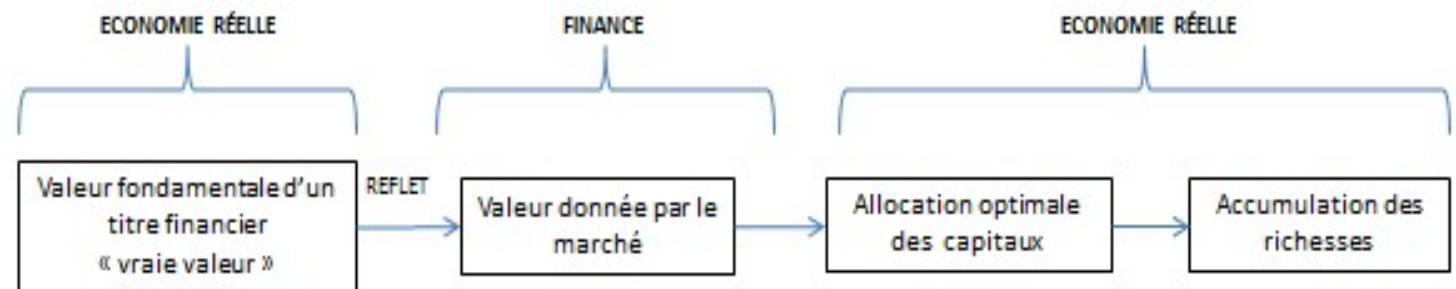 ECONOMIE RÉELLE
FINANCE
ECONOMIE RÉELLE
Valeur fondamentale d'un
titre financier
« vraie valeur »
REFLET
Valeur donnée par le
marché
Allocation optimale
des capitaux
Accumulation des
richesses